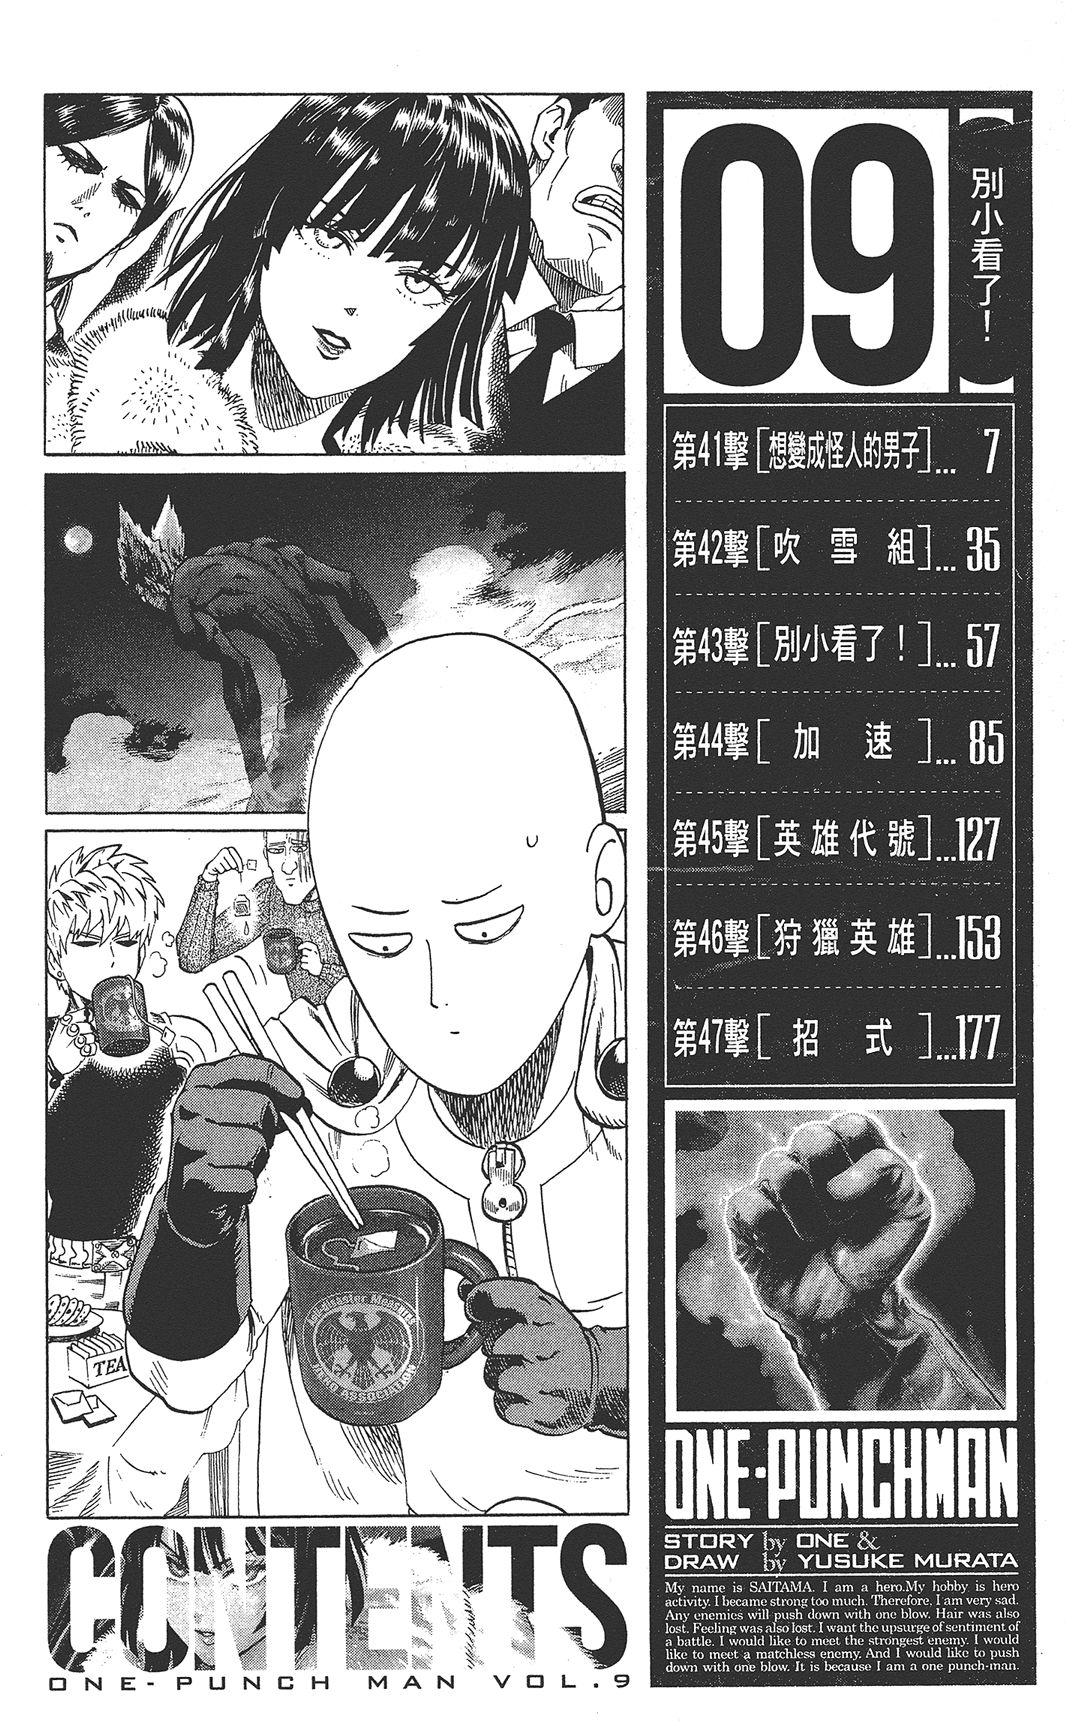 09
別小看了！
第41擊[想變成怪人的男子]... 7
第42擊[吹雪組]... 35
第43擊[別小看了！]... 57
第44擊[加速]... 85
第45擊[英雄代號]...127
第46擊[狩獵英雄]...153
第47擊[招式]...177
TEA
HERO ASSOCIATION
ONE-PUNCHMAN
STORY by ONE &
DRAW by YUSUKE MURATA
My name is SAITAMA. I am a hero.My hobby is hero
activity. I became strong too much. Therefore, I am very sad.
Any enemies will push down with one blow. Hair was also
lost. Feeling was also lost. I want the upsurge of sentiment of
a battle. I would like to meet the strongest enemy. I would
like to meet a matchless enemy. And I would like to push
down with one blow. It is because I am a one punch-man.
CONTENTS
ONE-PUNCH MAN VOL.9